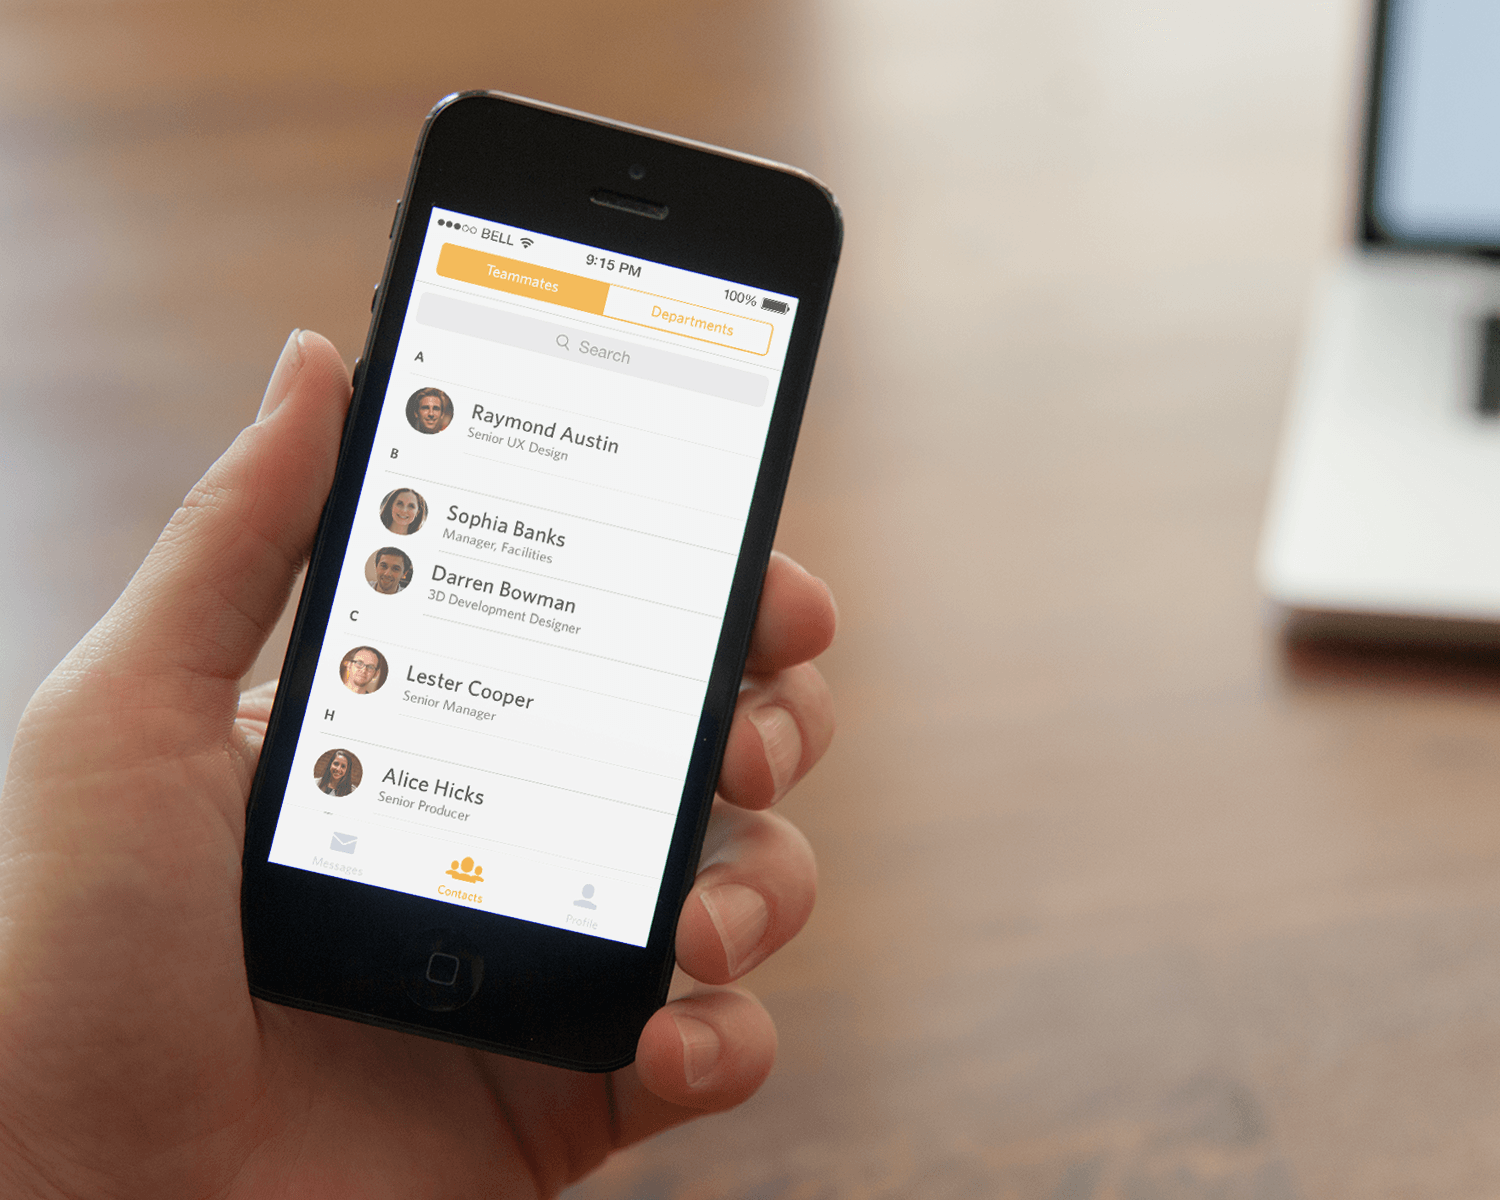 BELL
9:15 PM
100%
Teammates
Departments
Search
A
Raymond Austin
Senior UX Design
B
Sophia Banks
Manager, Facilities
Darren Bowman
3D Development Designer
C
Lester Cooper
Senior Manager
H
Alice Hicks
Senior Producer
Messages
Contacts
Profile